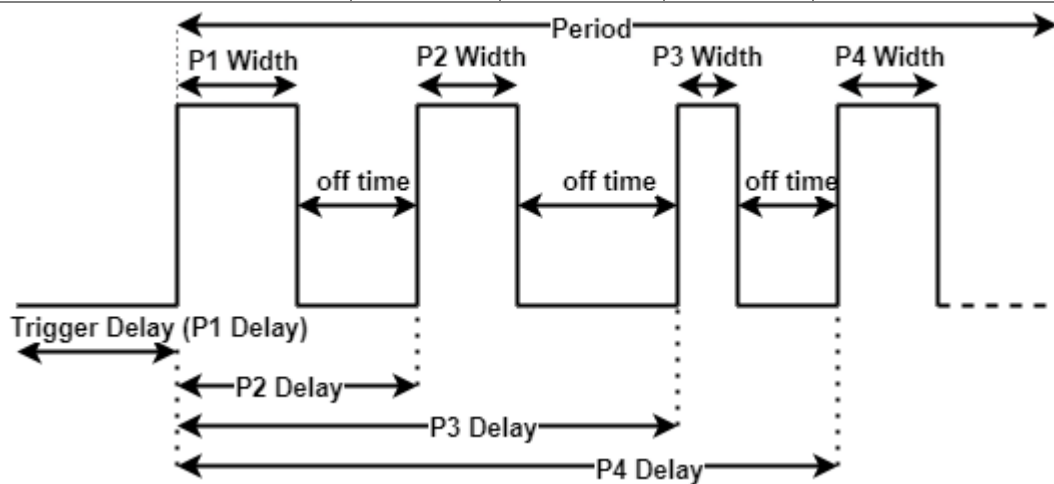 Period
P1 Width
P2 Width
P3 Width
P4 Width
off time
off time
off time
Trigger Delay (P1 Delay)
P2 Delay
P3 Delay
P4 Delay